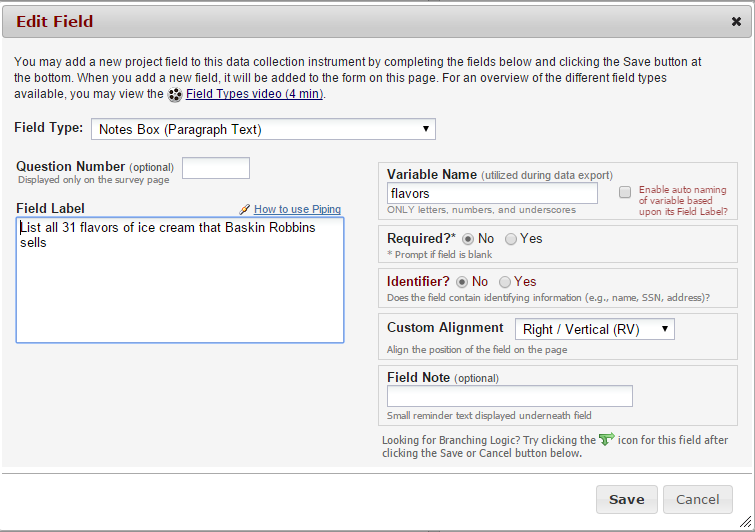 Edit Field
You may add a new project field to this data collection instrument by completing the fields below and clicking the Save button at
the bottom. When you add a new field, it will be added to the form on this page. For an overview of the different field types
available, you may view the Field Types video (4 min).
Field Type: Notes Box (Paragraph Text)
Question Number (optional)
Displayed only on the survey page
Field Label How to use Piping
List all 31 flavors of ice cream that Baskin Robbins
sells
Variable Name (utilized during data export)
flavors
ONLY letters, numbers, and underscores
Enable auto naming
of variable based
upon its Field Label?
Required?* No Yes
* Prompt if field is blank
Identifier? No Yes
Does the field contain identifying information (e.g., name, SSN, address)?
Custom Alignment Right / Vertical (RV)
Align the position of the field on the page
Field Note (optional)
Small reminder text displayed underneath field
Looking for Branching Logic? Try clicking the icon for this field after
clicking the Save or Cancel button below.
Save Cancel